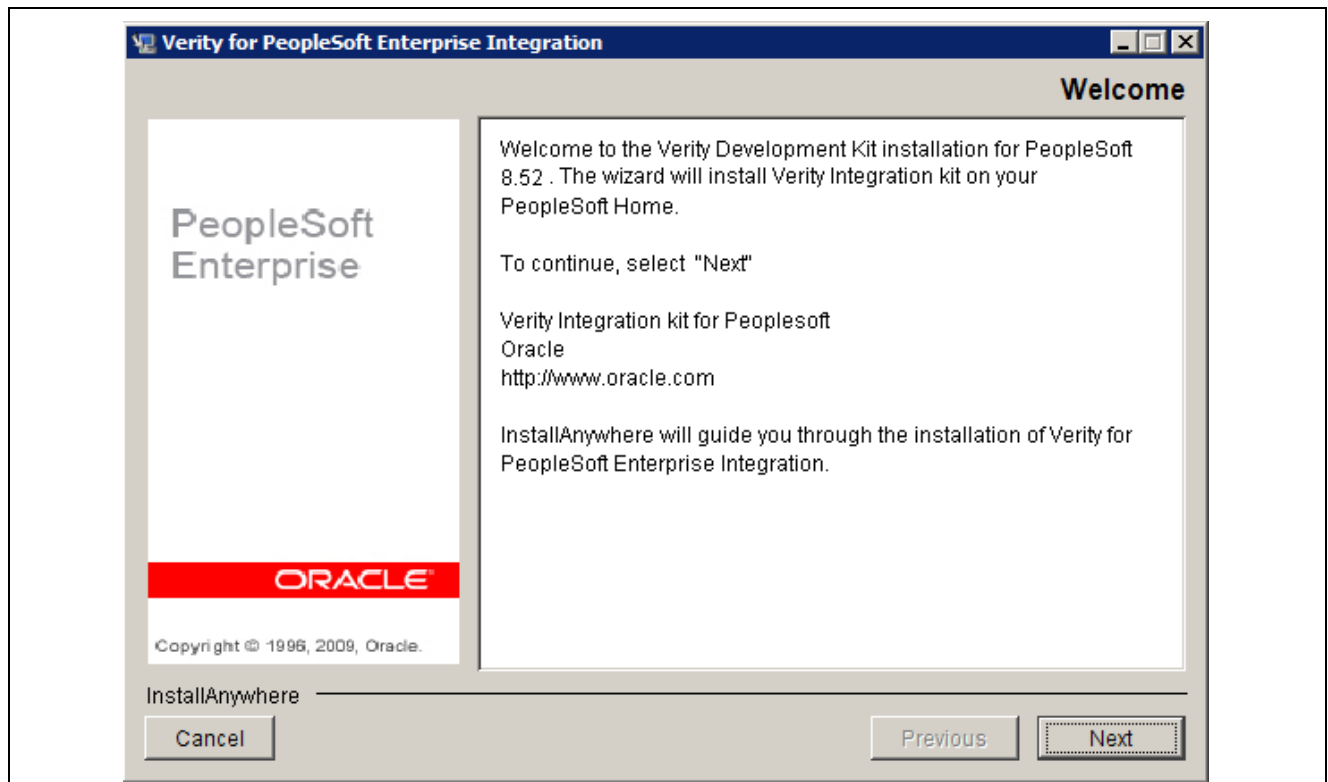 Verity for PeopleSoft Enterprise Integration
Welcome
PeopleSoft
Enterprise
ORACLE
Copyright © 1996, 2009, Oracle.
Welcome to the Verity Development Kit installation for PeopleSoft
8.52 . The wizard will install Verity Integration kit on your
PeopleSoft Home.
To continue, select "Next"
Verity Integration kit for Peoplesoft
Oracle
http://www.oracle.com
InstallAnywhere will guide you through the installation of Verity for
PeopleSoft Enterprise Integration.
InstallAnywhere
Cancel
Previous
Next